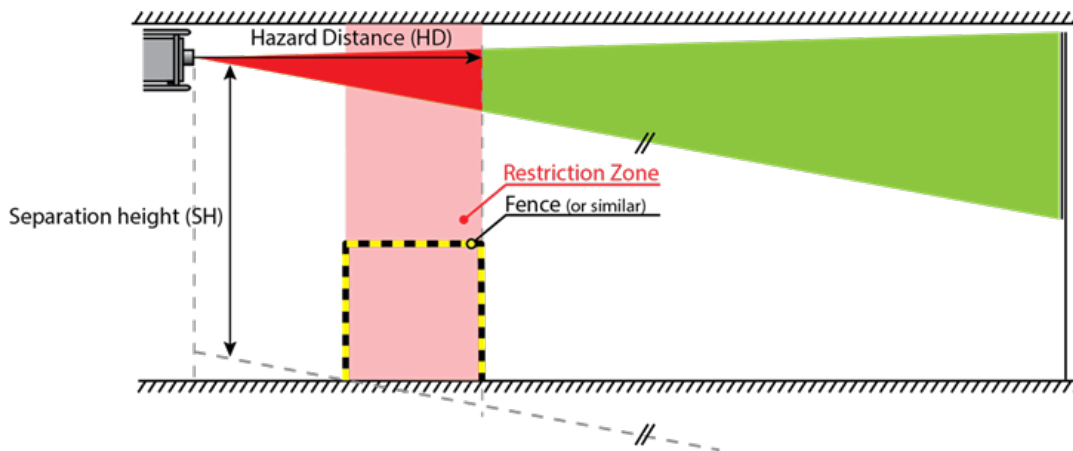 Hazard Distance (HD)
Restriction Zone
Separation height (SH)
Fence (or similar)